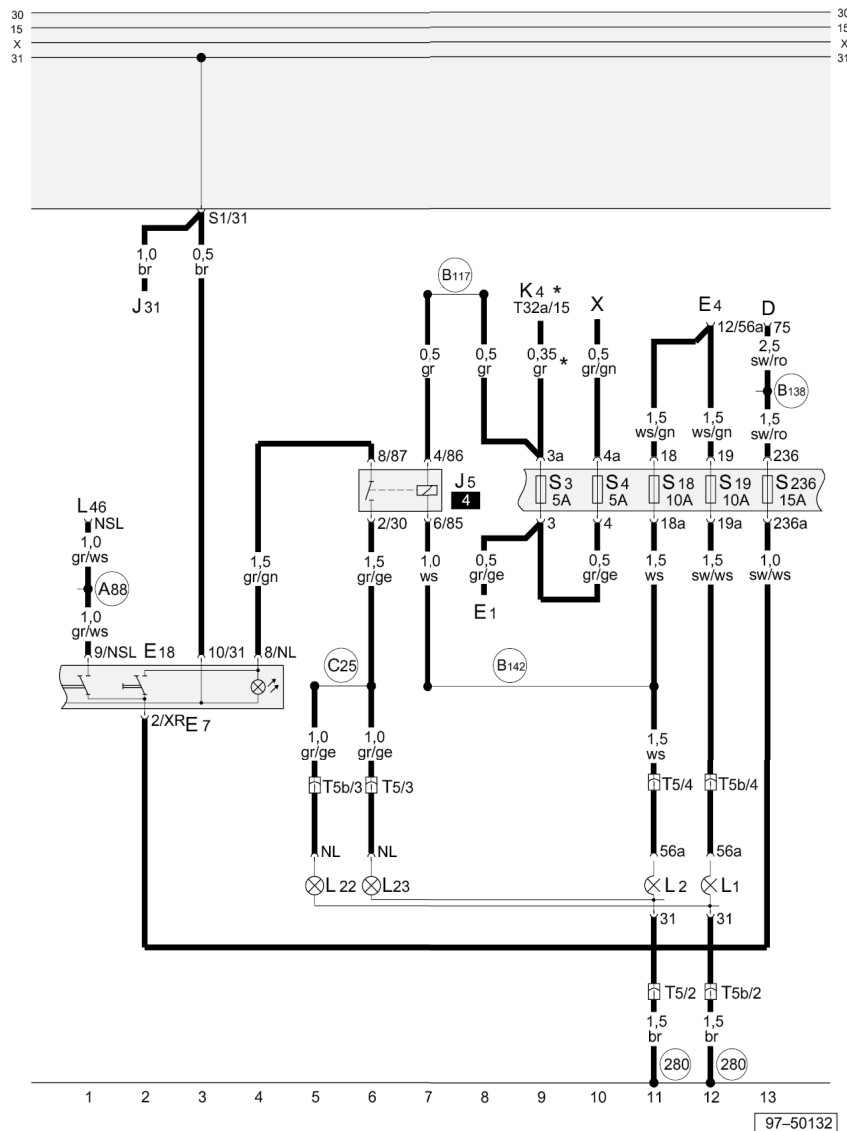 30 30
15 15
X X
31 31
S1/31
1,0 0,5
br br
J 31
B117
K 4 *
T32a/15
X
E 4
12/56a
D
75
2,5
sw/ro
B138
0,5 0,5 0,35 * 0,5
gr gr gr gr/gn
1,5 1,5 1,5
ws/gn ws/gn sw/ro
8/87 4/86 3a 4a 18 19 236
J 5
4
S 3 S 4 S 18 S 19 S 236
5A 5A 10A 10A 15A
2/30 6/85 3 4 18a 19a 236a
L 46
NSL
1,0
gr/ws
A88
1,0
gr/ws
1,5 1,5 1,0 0,5 0,5 1,5 1,5 1,0
gr/gn gr/ge ws gr/ge gr/ge ws sw/ws sw/ws
E 1
9/NSL E 18 10/31 8/NL
C25
B142
2/XR E 7
1,0 1,0 1,5
gr/ge gr/ge ws
T5b/3 T5/3 T5/4 T5b/4
NL NL 56a 56a
L 22 L23 L 2 L1
31 31
T5/2 T5b/2
1,5 1,5
br br
280 280
1 2 3 4 5 6 7 8 9 10 11 12 13
97–50132